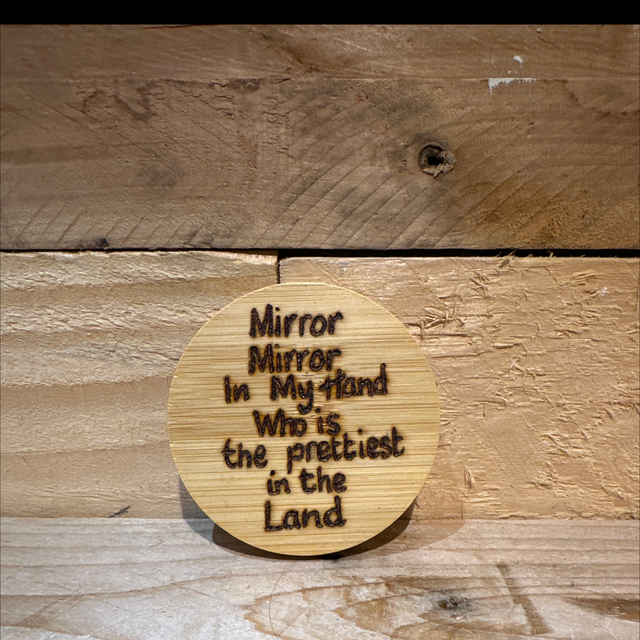 Mirror
Mirror
In My Hand
Who is
the prettiest
in the
Land